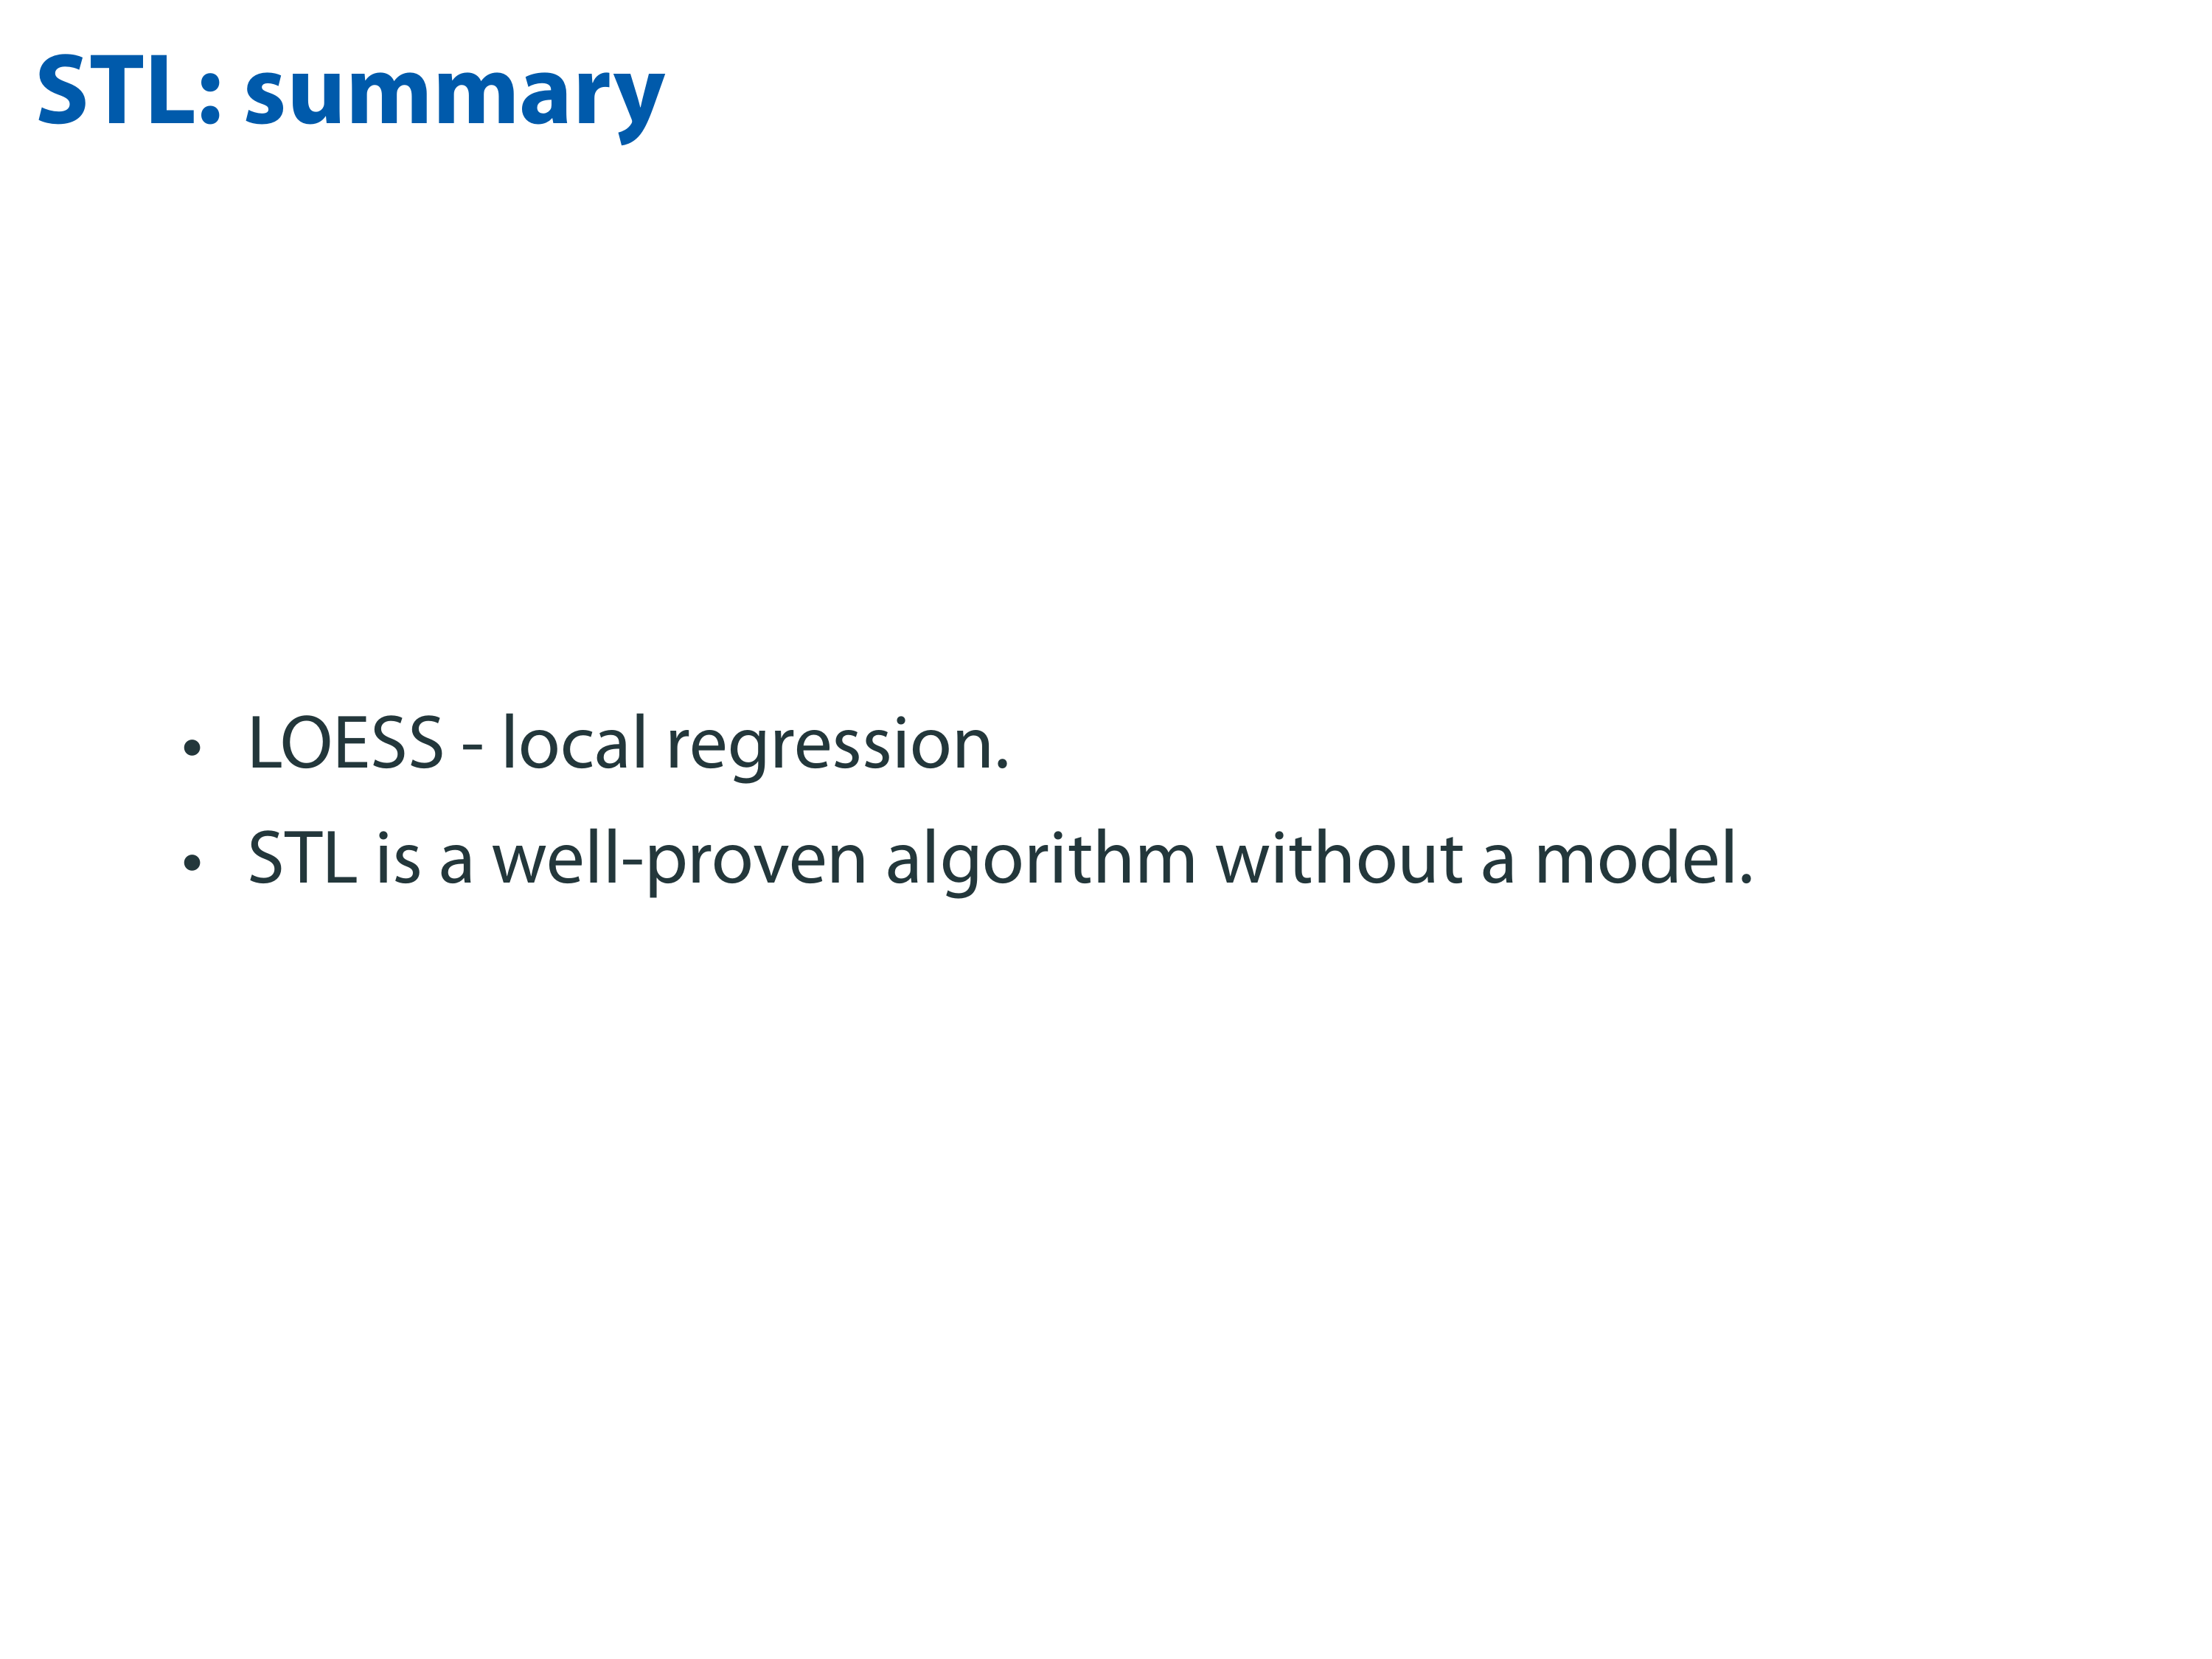 STL: summary
• LOESS - local regression.
• STL is a well-proven algorithm without a model.